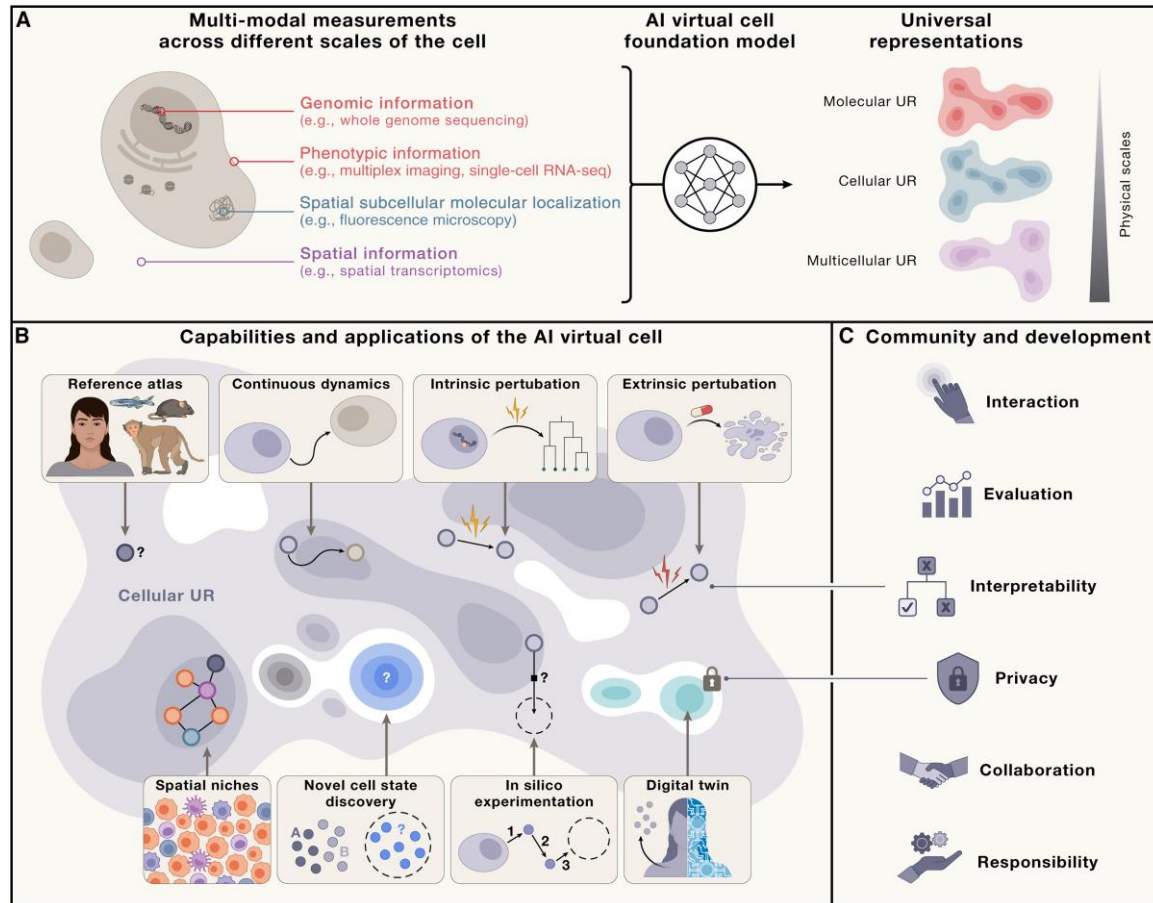 A
Multi-modal measurements
across different scales of the cell
AI virtual cell
foundation model
Universal
representations
Genomic information
(e.g., whole genome sequencing)
Phenotypic information
(e.g., multiplex imaging, single-cell RNA-seq)
Spatial subcellular molecular localization
(e.g., fluorescence microscopy)
Spatial information
(e.g., spatial transcriptomics)
Molecular UR
Cellular UR
Multicellular UR
Physical scales
B
Capabilities and applications of the AI virtual cell
Reference atlas
Continuous dynamics
Intrinsic pertubation
Extrinsic pertubation
?
Cellular UR
?
?
Spatial niches
Novel cell state
discovery
A
B
?
In silico
experimentation
1
2
3
Digital twin
C
Community and development
Interaction
Evaluation
X
X
Interpretability
Privacy
Collaboration
Responsibility